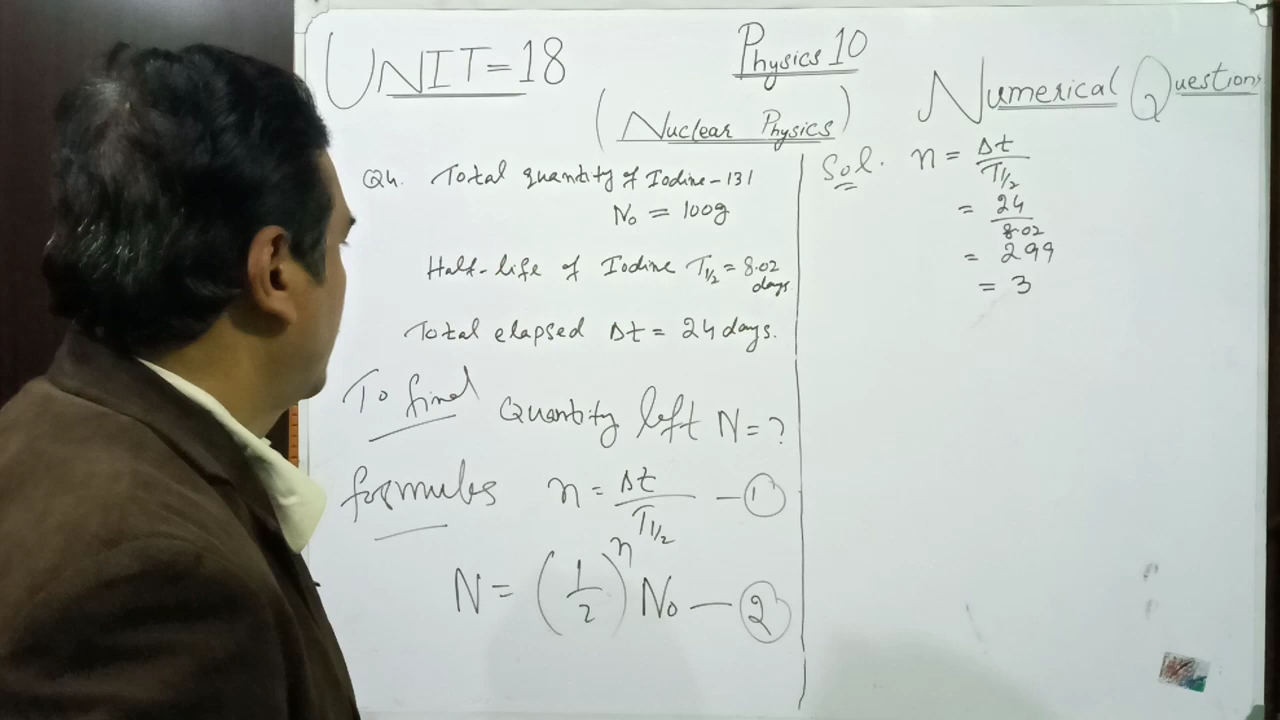 UNIT=18
Physics 10
(Nuclear Physics)
Numerical Questions
Q4. Total quantity of Iodine-131
N₀ = 100g
Half-life of Iodine T1/2 = 8.02 days
Total elapsed Δt = 24 days.
To find Quantity left N = ?
formulas n = Δt/T1/2 — ①
N = (1/2)ⁿ N₀ — ②
Sol. n = Δt/T1/2
= 24/8.02
= 299
= 3